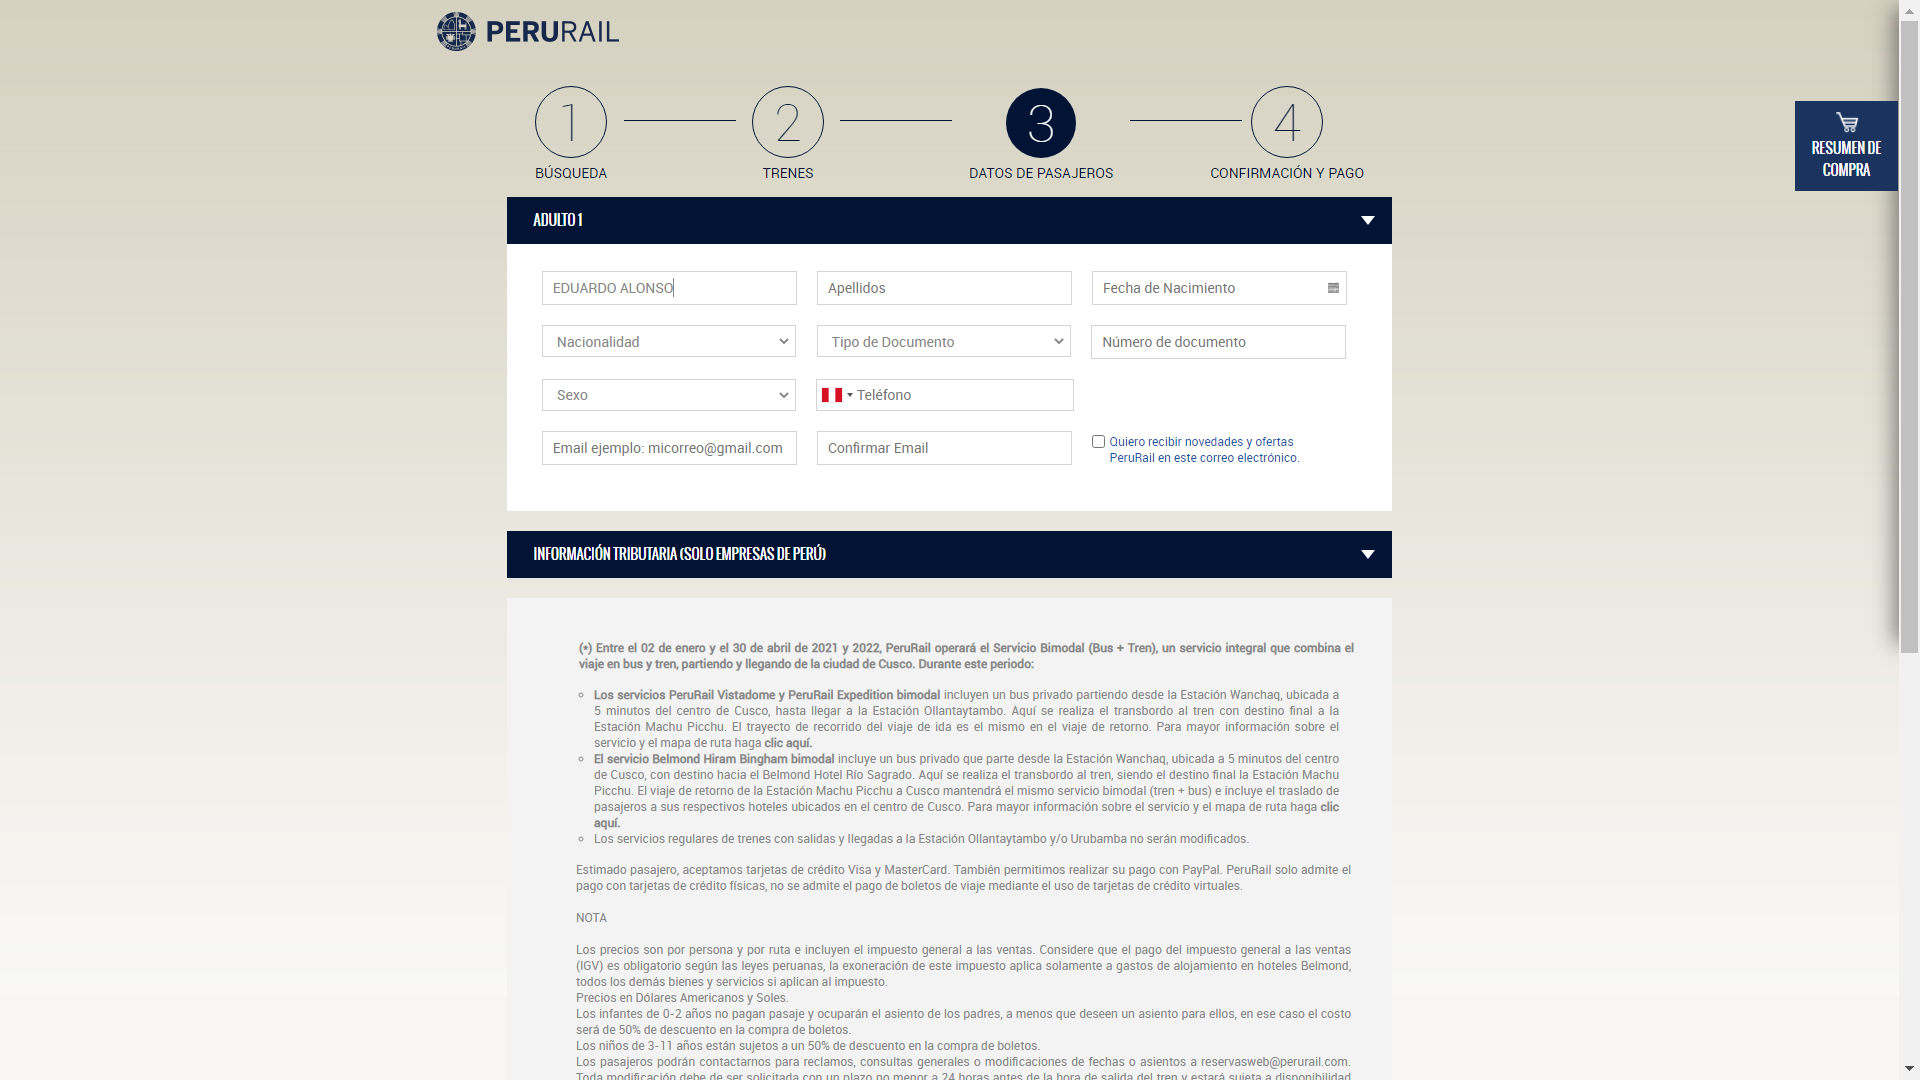 PERURAIL
1
2
3
4
BÚSQUEDA
TRENES
DATOS DE PASAJEROS
CONFIRMACIÓN Y PAGO
RESUMEN DE
COMPRA
ADULTO 1
EDUARDO ALONSO
Apellidos
Fecha de Nacimiento
Nacionalidad
Tipo de Documento
Número de documento
Sexo
Teléfono
Email ejemplo: micorreo@gmail.com
Confirmar Email
Quiero recibir novedades y ofertas
PeruRail en este correo electrónico.
INFORMACIÓN TRIBUTARIA (SOLO EMPRESAS DE PERÚ)
(*) Entre el 02 de enero y el 30 de abril de 2021 y 2022, PeruRail operará el Servicio Bimodal (Bus + Tren), un servicio integral que combina el
viaje en bus y tren, partiendo y llegando de la ciudad de Cusco. Durante este periodo:
Los servicios PeruRail Vistadome y PeruRail Expedition bimodal incluyen un bus privado partiendo desde la Estación Wanchaq, ubicada a
5 minutos del centro de Cusco, hasta llegar a la Estación Ollantaytambo. Aquí se realiza el transbordo al tren con destino final a la
Estación Machu Picchu. El trayecto de recorrido del viaje de ida es el mismo en el viaje de retorno. Para mayor información sobre el
servicio y el mapa de ruta haga clic aquí.
El servicio Belmond Hiram Bingham bimodal incluye un bus privado que parte desde la Estación Wanchaq, ubicada a 5 minutos del centro
de Cusco, con destino hacia el Belmond Hotel Río Sagrado. Aquí se realiza el transbordo al tren, siendo el destino final la Estación Machu
Picchu. El viaje de retorno de la Estación Machu Picchu a Cusco mantendrá el mismo servicio bimodal (tren + bus) e incluye el traslado de
pasajeros a sus respectivos hoteles ubicados en el centro de Cusco. Para mayor información sobre el servicio y el mapa de ruta haga clic
aquí.
Los servicios regulares de trenes con salidas y llegadas a la Estación Ollantaytambo y/o Urubamba no serán modificados.
Estimado pasajero, aceptamos tarjetas de crédito Visa y MasterCard. También permitimos realizar su pago con PayPal. PeruRail solo admite el
pago con tarjetas de crédito físicas, no se admite el pago de boletos de viaje mediante el uso de tarjetas de crédito virtuales.
NOTA
Los precios son por persona y por ruta e incluyen el impuesto general a las ventas. Considere que el pago del impuesto general a las ventas
(IGV) es obligatorio según las leyes peruanas, la exoneración de este impuesto aplica solamente a gastos de alojamiento en hoteles Belmond,
todos los demás bienes y servicios si aplican al impuesto.
Precios en Dólares Americanos y Soles.
Los infantes de 0-2 años no pagan pasaje y ocuparán el asiento de los padres, a menos que deseen un asiento para ellos, en ese caso el costo
será de 50% de descuento en la compra de boletos.
Los niños de 3-11 años están sujetos a un 50% de descuento en la compra de boletos.
Los pasajeros podrán contactarnos para reclamos, consultas generales o modificaciones de fechas o asientos a reservasweb@perurail.com.
Toda modificación debe de ser solicitada con un plazo no menor a 24 horas antes de la hora de salida del tren y estará sujeta a disponibilidad